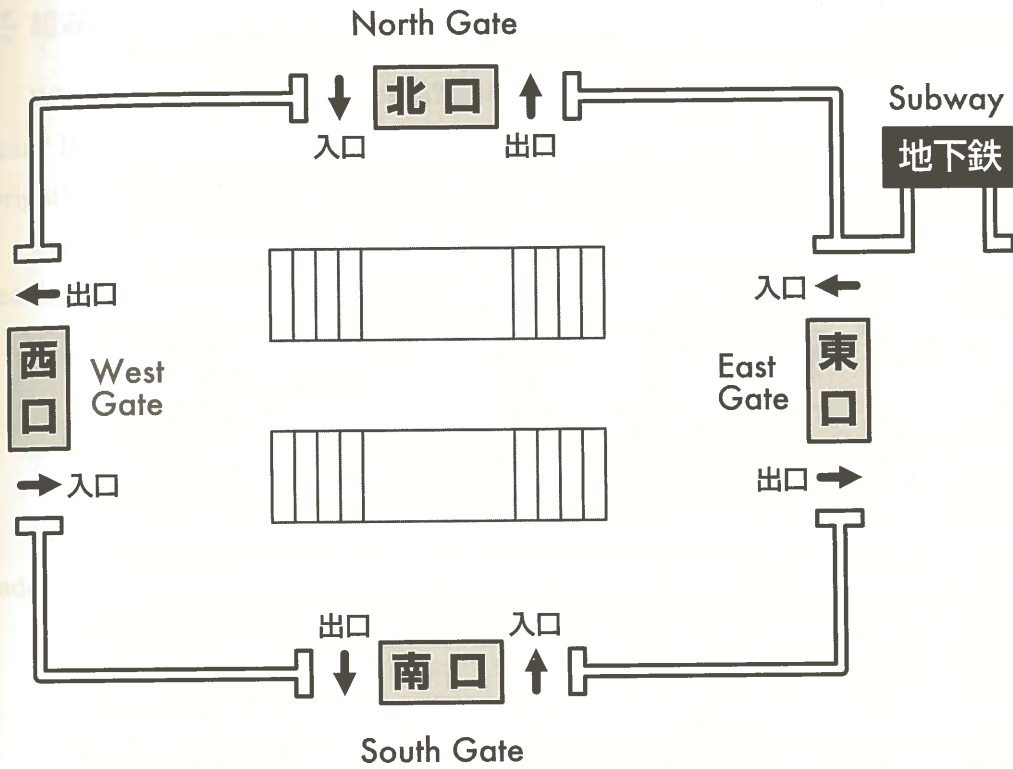 North Gate
北口
入口
出口
Subway
地下鉄
出口
入口
西口
West
Gate
East
Gate
東口
入口
出口
出口
入口
南口
South Gate